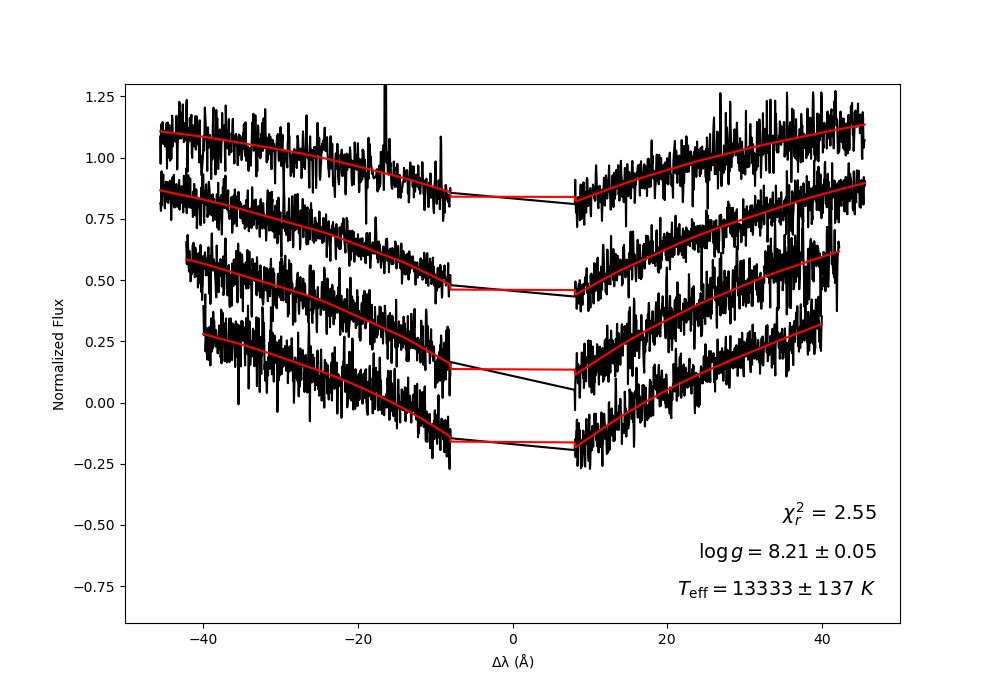 1.25
1.00
0.75
0.50
0.25
0.00
−0.25
−0.50
−0.75
Normalized Flux
χ²ᵣ = 2.55
log g = 8.21 ± 0.05
T_eff = 13333 ± 137 K
−40 −20 0 20 40
Δλ (Å)